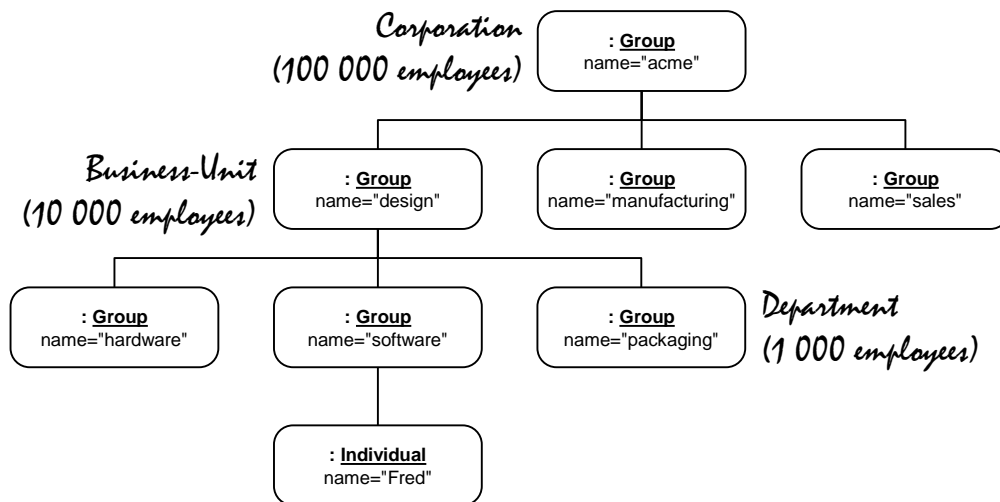 Corporation
(100 000 employees)
: Group
name="acme"
Business-Unit
(10 000 employees)
: Group
name="design"
: Group
name="manufacturing"
: Group
name="sales"
: Group
name="hardware"
: Group
name="software"
: Group
name="packaging"
Department
(1 000 employees)
: Individual
name="Fred"